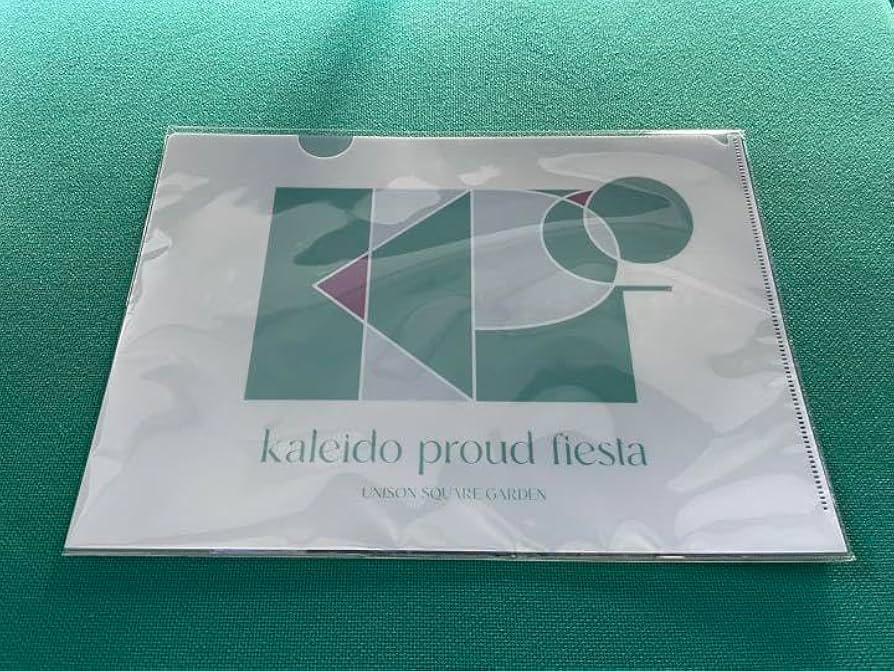 kaleido proud fiesta
UNISON SQUARE GARDEN